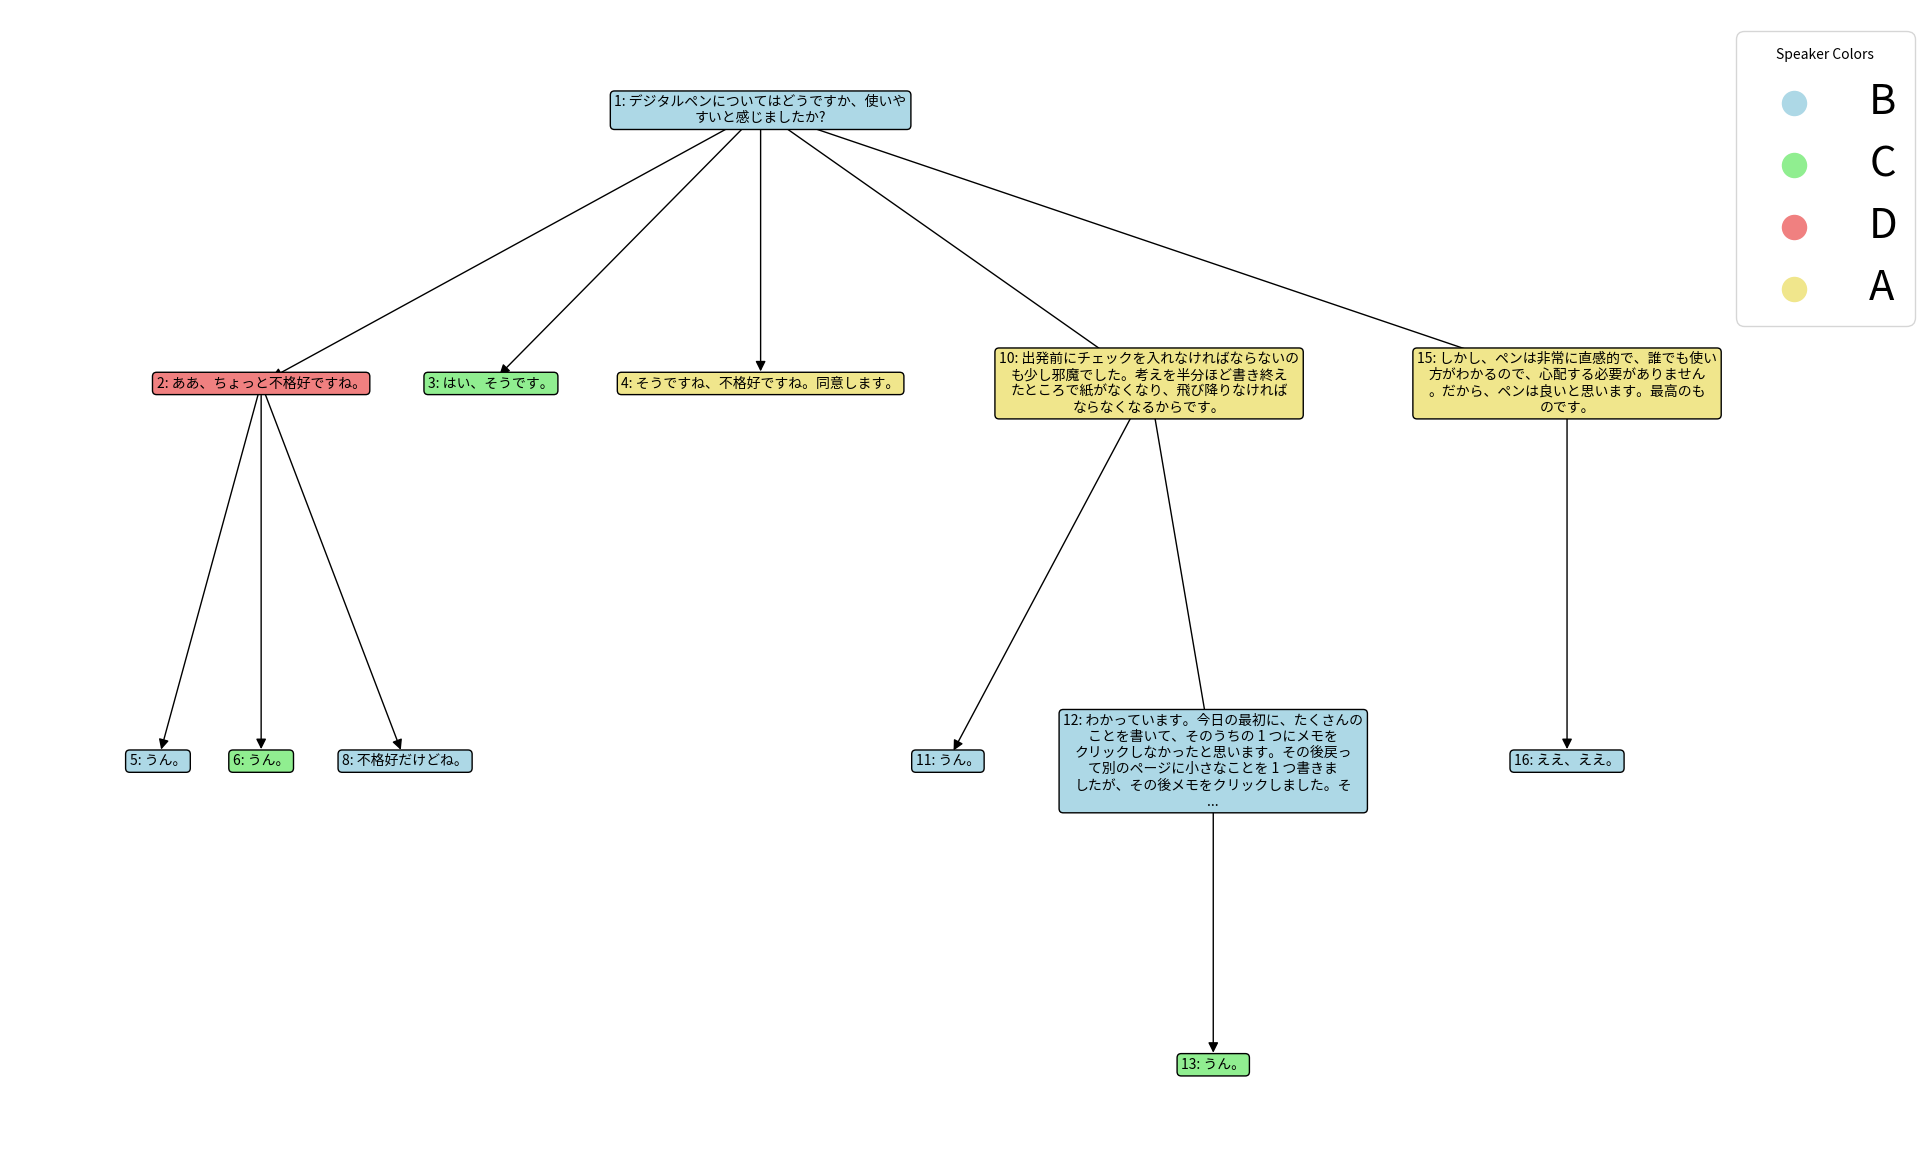 Speaker Colors
B
C
D
A
1: デジタルペンについてはどうですか、使いや
すいと感じましたか?
2: ああ、ちょっと不格好ですね。
3: はい、そうです。
4: そうですね、不格好ですね。同意します。
10: 出発前にチェックを入れなければならないの
も少し邪魔でした。考えを半分ほど書き終え
たところで紙がなくなり、飛び降りなければ
ならなくなるからです。
15: しかし、ペンは非常に直感的で、誰でも使い
方がわかるので、心配する必要がありません
。だから、ペンは良いと思います。最高のも
のです。
5: うん。
6: うん。
8: 不格好だけどね。
11: うん。
12: わかっています。今日の最初に、たくさんの
ことを書いて、そのうちの 1 つにメモを
クリックしなかったと思います。その後戻っ
て別のページに小さなことを 1 つ書きま
したが、その後メモをクリックしました。そ
...
16: ええ、ええ。
13: うん。